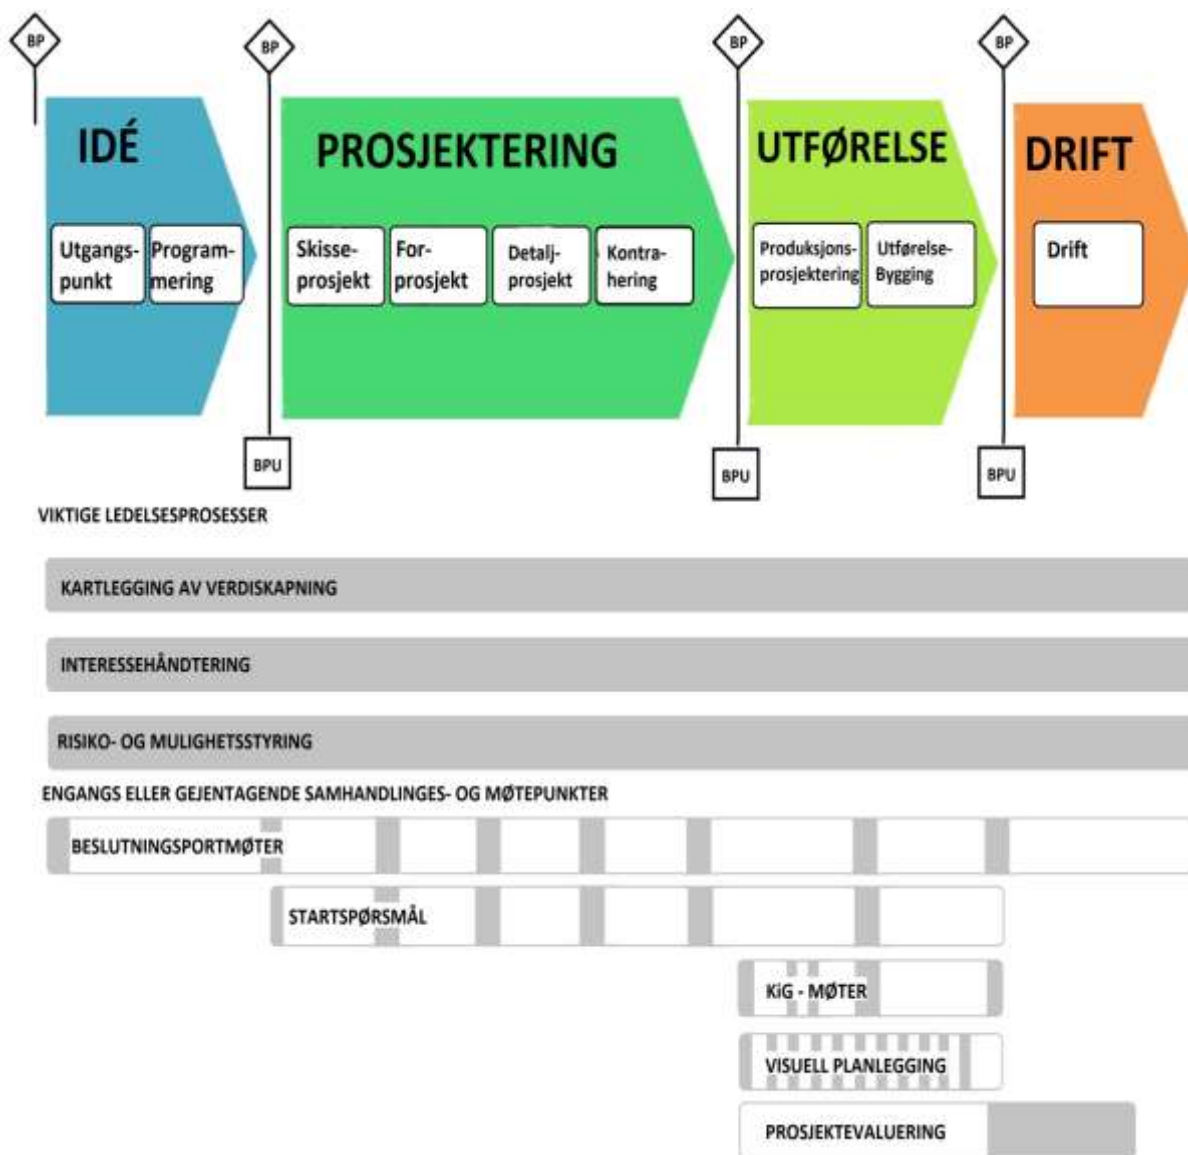 BP
BP
BP
BP
IDÉ
PROSJEKTERING
UTFØRELSE
DRIFT
Utgangs-
punkt
Program-
mering
Skisse-
prosjekt
For-
prosjekt
Detalj-
prosjekt
Kontra-
hering
Produksjons-
prosjektering
Utførelse-
Bygging
Drift
BPU
BPU
BPU
VIKTIGE LEDELSESPROSESSER
KARTLEGGING AV VERDISKAPNING
INTERESSEHÅNDTERING
RISIKO- OG MULIGHETSSTYRING
ENGANGS ELLER GEJENTAGENDE SAMHANDLINGES- OG MØTEPUNKTER
BESLUTNINGSPORTMØTER
STARTSPØRSMÅL
KiG - MØTER
VISUELL PLANLEGGING
PROSJEKTEVALUERING